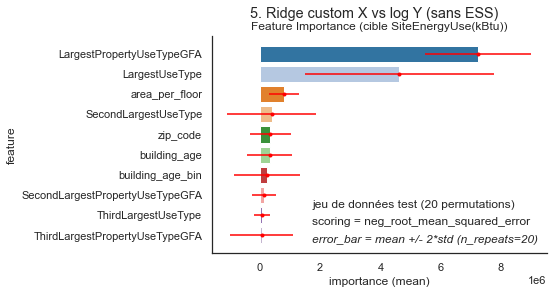 5. Ridge custom X vs log Y (sans ESS)
Feature Importance (cible SiteEnergyUse(kBtu))
feature
LargestPropertyUseTypeGFA
LargestUseType
area_per_floor
SecondLargestUseType
zip_code
building_age
building_age_bin
SecondLargestPropertyUseTypeGFA
ThirdLargestUseType
ThirdLargestPropertyUseTypeGFA
jeu de données test (20 permutations)
scoring = neg_root_mean_squared_error
error_bar = mean +/- 2*std (n_repeats=20)
0 2 4 6 8
1e6
importance (mean)